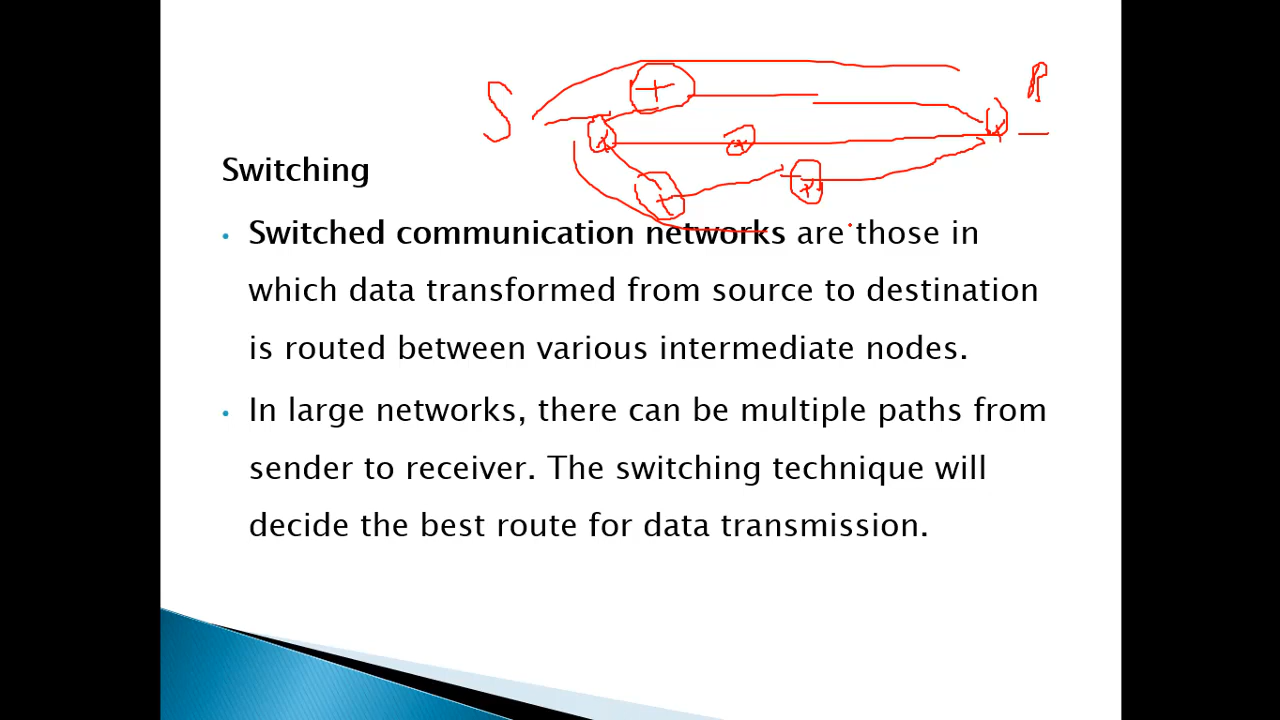 S R
Switching
• Switched communication networks are those in
which data transformed from source to destination
is routed between various intermediate nodes.
• In large networks, there can be multiple paths from
sender to receiver. The switching technique will
decide the best route for data transmission.